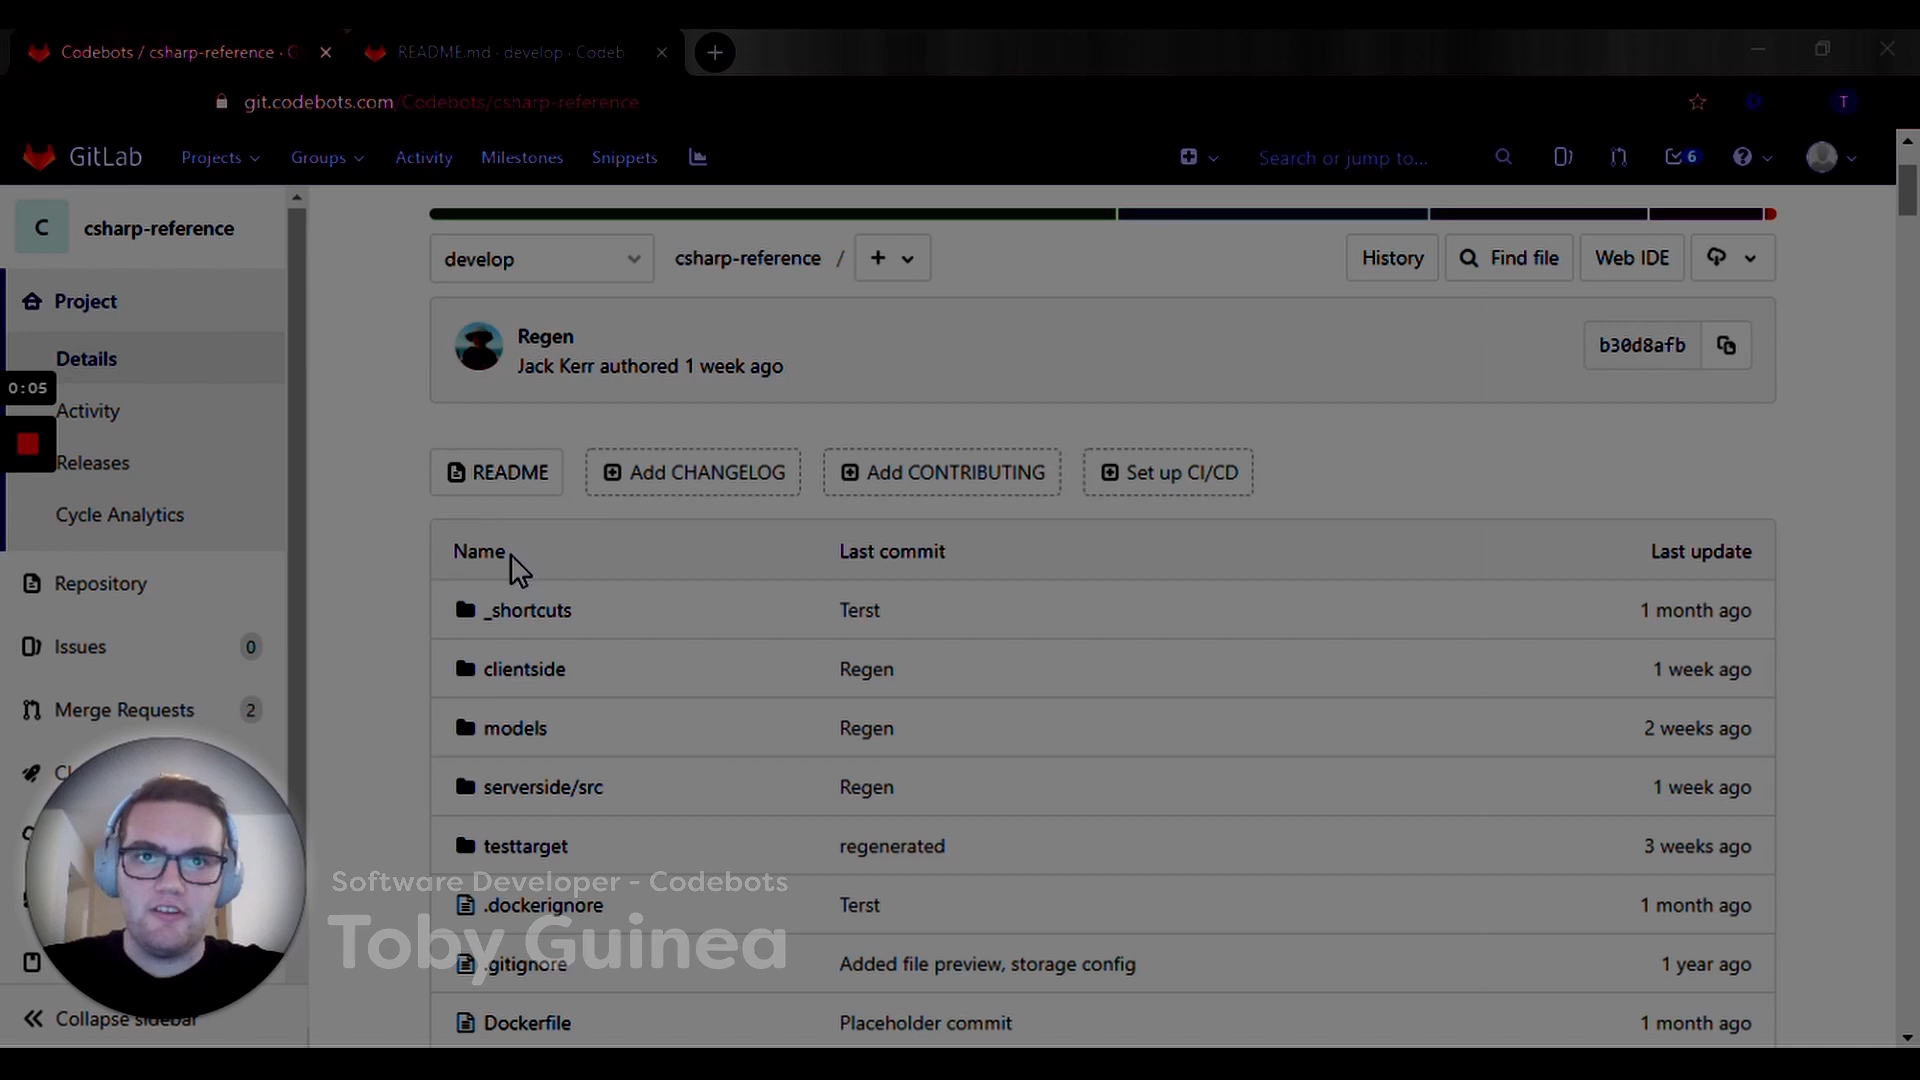 Codebots / csharp-reference · G
README.md · develop · Codeb
git.codebots.com/Codebots/csharp-reference
T
GitLab
Projects
Groups
Activity
Milestones
Snippets
Search or jump to...
6
C
csharp-reference
Project
Details
0:05
Activity
Releases
Cycle Analytics
Repository
Issues
0
Merge Requests
2
Collapse sidebar
develop
csharp-reference /
History
Find file
Web IDE
Regen
Jack Kerr authored 1 week ago
b30d8afb
README
Add CHANGELOG
Add CONTRIBUTING
Set up CI/CD
Name Last commit Last update
_shortcuts Terst 1 month ago
clientside Regen 1 week ago
models Regen 2 weeks ago
serverside/src Regen 1 week ago
testtarget regenerated 3 weeks ago
.dockerignore Terst 1 month ago
.gitignore Added file preview, storage config 1 year ago
Dockerfile Placeholder commit 1 month ago
Software Developer - Codebots
Toby Guinea